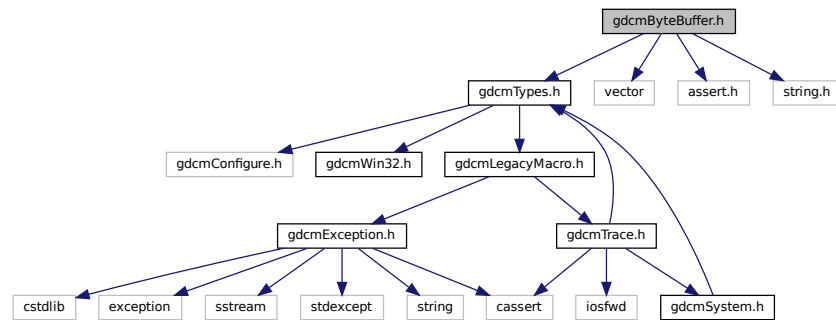 gdcmByteBuffer.h
gdcmTypes.h
vector
assert.h
string.h
gdcmConfigure.h
gdcmWin32.h
gdcmLegacyMacro.h
gdcmException.h
gdcmTrace.h
cstdlib
exception
sstream
stdexcept
string
cassert
iosfwd
gdcmSystem.h